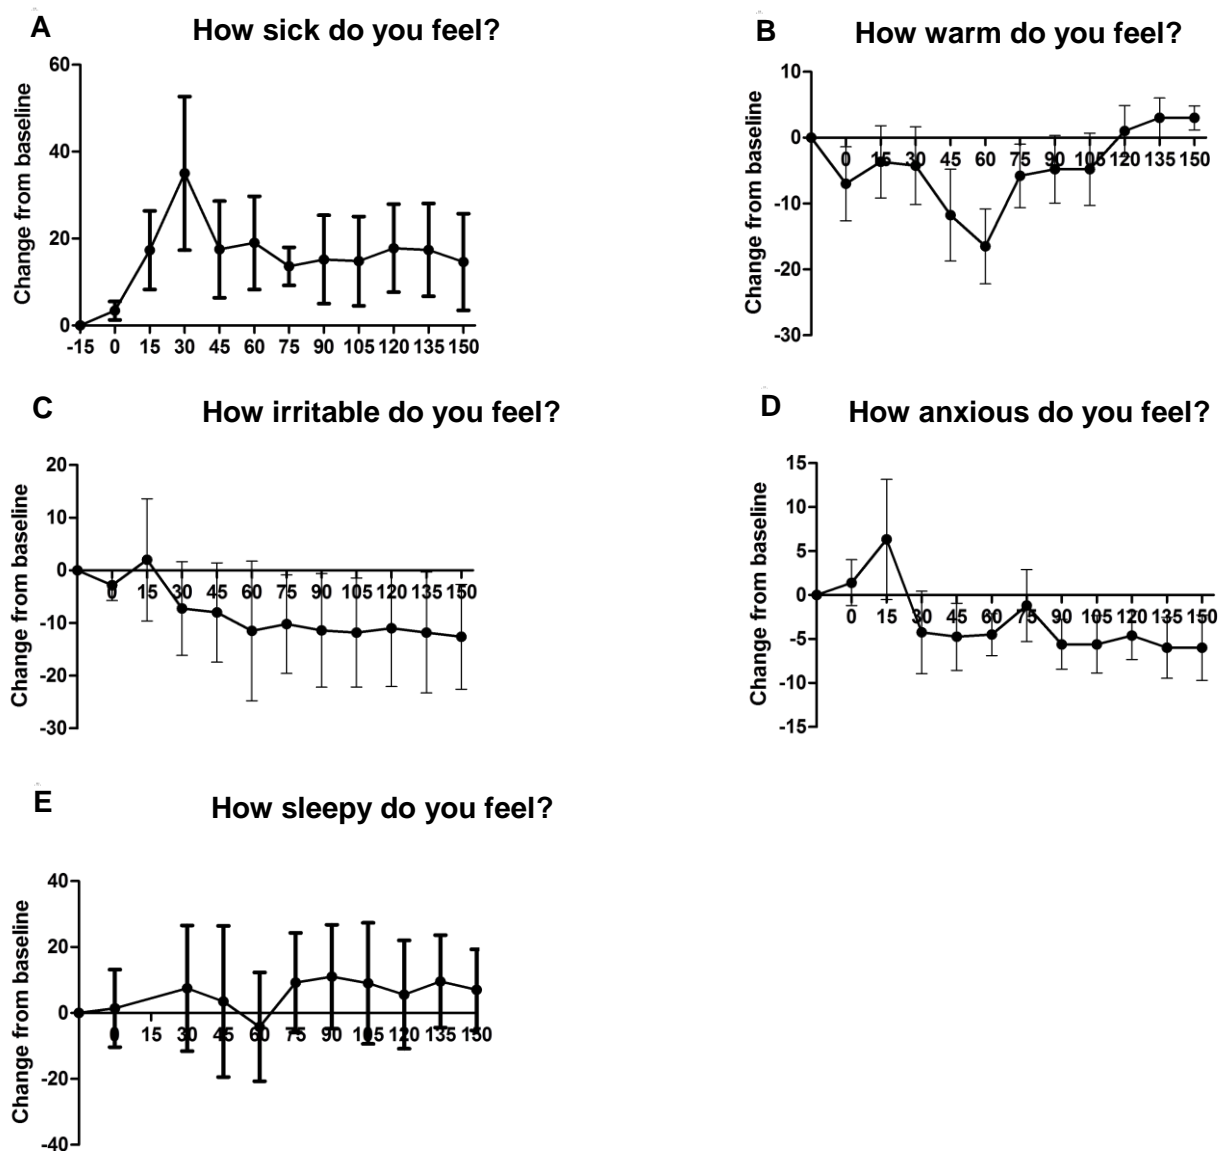 A
How sick do you feel?
Change from baseline
60
40
20
0
-15 0 15 30 45 60 75 90 105 120 135 150
B
How warm do you feel?
Change from baseline
10
0
-10
-20
-30
0 15 30 45 60 75 90 105 120 135 150
C
How irritable do you feel?
Change from baseline
20
10
0
-10
-20
-30
0 15 30 45 60 75 90 105 120 135 150
D
How anxious do you feel?
Change from baseline
15
10
5
0
-5
-10
-15
0 15 30 45 60 75 90 105 120 135 150
E
How sleepy do you feel?
Change from baseline
40
20
0
-20
-40
0 15 30 45 60 75 90 105 120 135 150